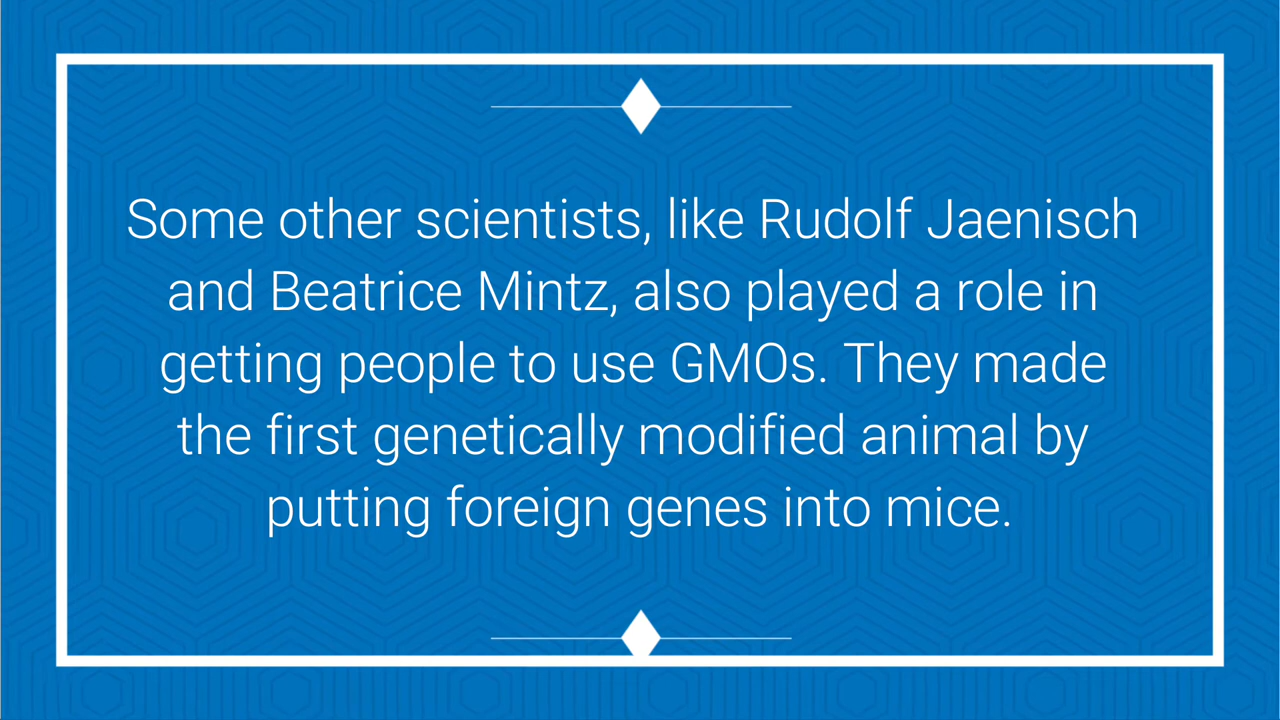 Some other scientists, like Rudolf Jaenisch
and Beatrice Mintz, also played a role in
getting people to use GMOs. They made
the first genetically modified animal by
putting foreign genes into mice.